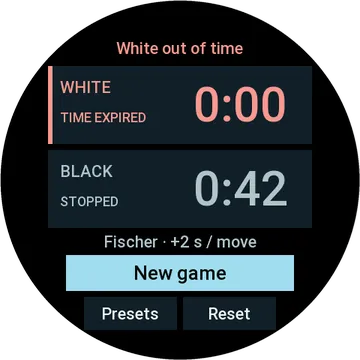 White out of time
WHITE
0:00
TIME EXPIRED
BLACK
0:42
STOPPED
Fischer · +2 s / move
New game
Presets
Reset